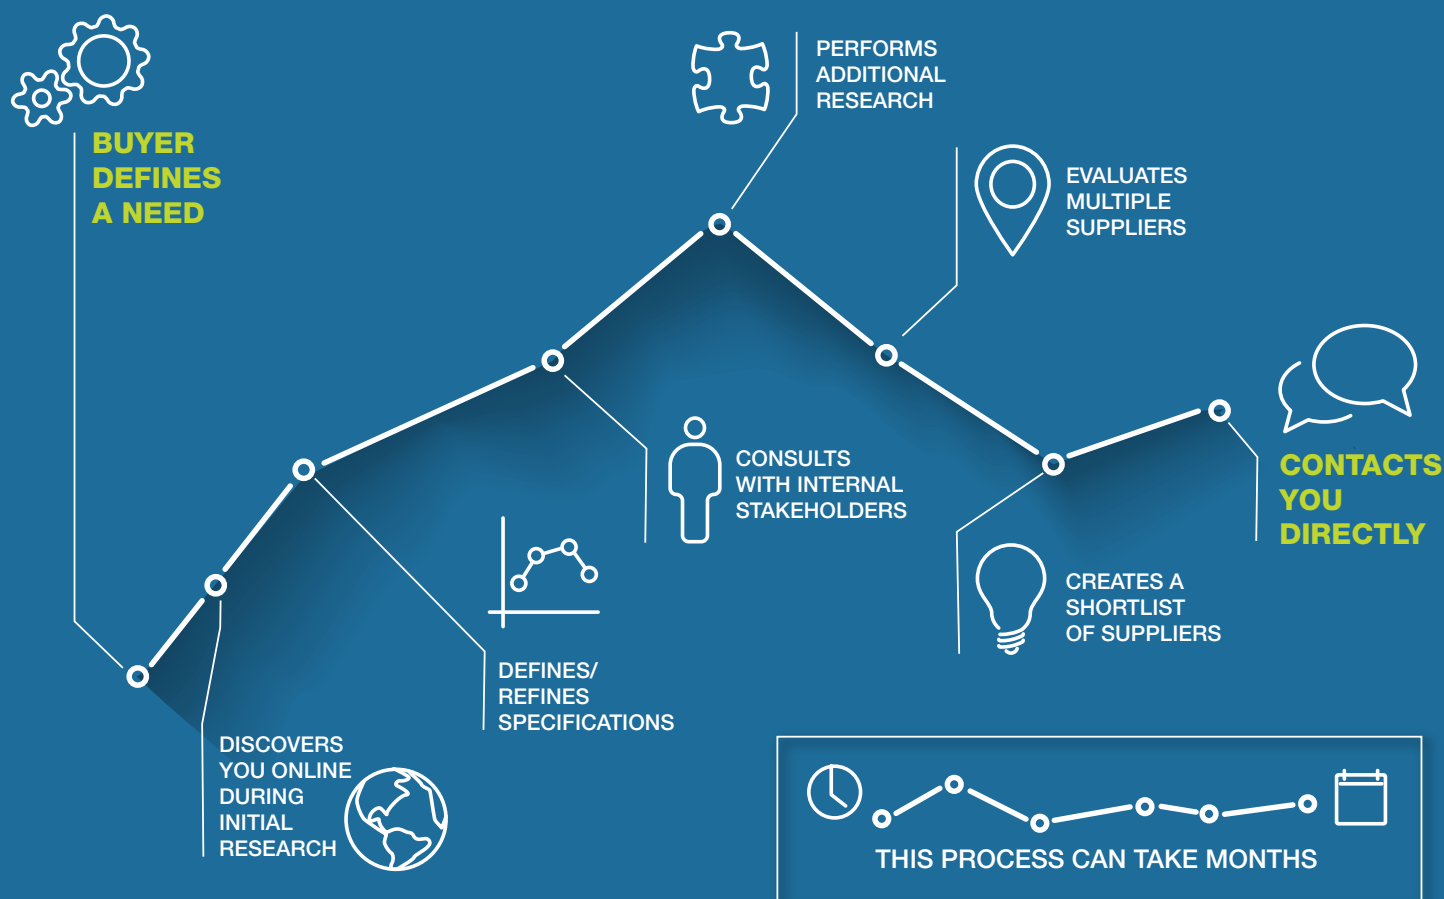 BUYER
DEFINES
A NEED
DISCOVERS
YOU ONLINE
DURING
INITIAL
RESEARCH
DEFINES/
REFINES
SPECIFICATIONS
CONSULTS
WITH INTERNAL
STAKEHOLDERS
PERFORMS
ADDITIONAL
RESEARCH
EVALUATES
MULTIPLE
SUPPLIERS
CREATES A
SHORTLIST
OF SUPPLIERS
CONTACTS
YOU
DIRECTLY
THIS PROCESS CAN TAKE MONTHS